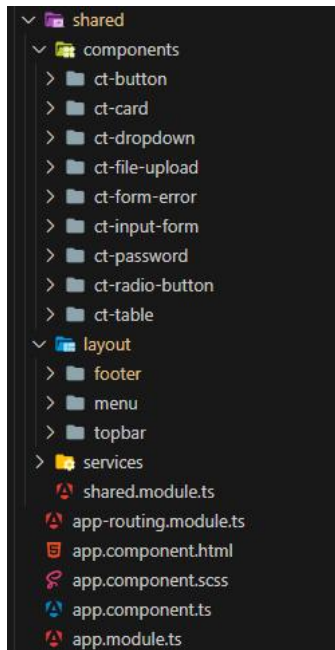 shared
components
ct-button
ct-card
ct-dropdown
ct-file-upload
ct-form-error
ct-input-form
ct-password
ct-radio-button
ct-table
layout
footer
menu
topbar
services
shared.module.ts
app-routing.module.ts
app.component.html
app.component.scss
app.component.ts
app.module.ts